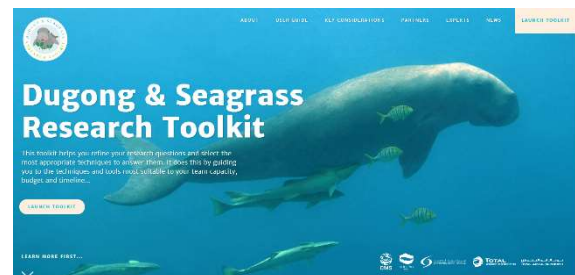 ABOUT
USER GUIDE
KEY CONSIDERATIONS
PARTNERS
EXPERTS
NEWS
LAUNCH TOOLKIT
Dugong & Seagrass
Research Toolkit
This toolkit helps you refine your research questions and select the
most appropriate techniques to answer them. It does this by guiding
you to the techniques and tools most suitable to your team capacity,
budget and timeline...
LAUNCH TOOLKIT
LEARN MORE FIRST...
CMS
TOTAL